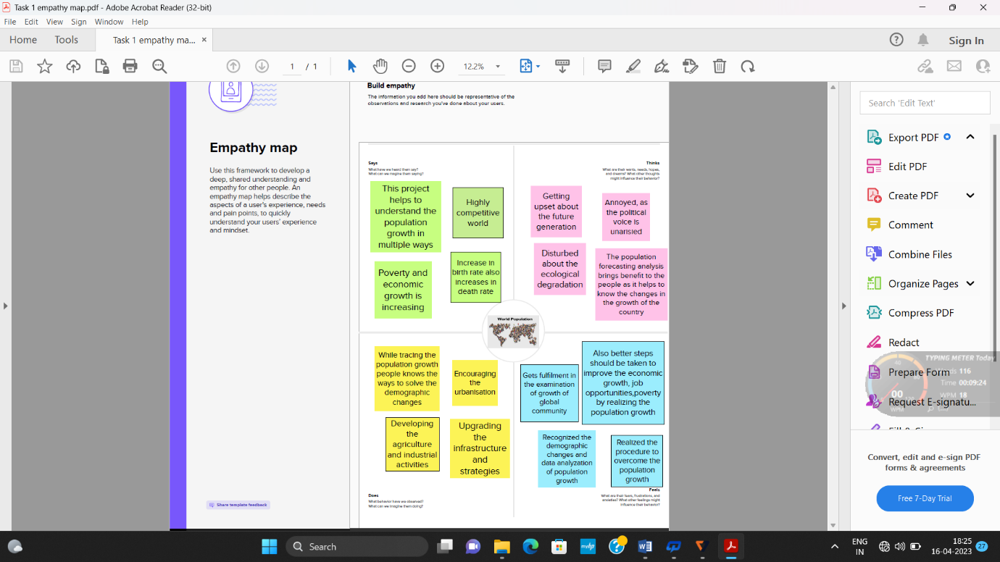 Task 1 empathy map.pdf - Adobe Acrobat Reader (32-bit)
File Edit View Sign Window Help
Home Tools Task 1 empathy ma... ×
Sign In
1 / 1
12.2%
Build empathy
The information you add here should be representative of the
observations and research you've done about your users.
Empathy map
Use this framework to develop a
deep, shared understanding and
empathy for other people. An
empathy map helps describe the
aspects of a user's experience, needs
and pain points, to quickly
understand your users' experience
and mindset.
Share template feedback
Says
What have we heard them say?
What can we imagine them saying?
This project
helps to
understand the
population
growth in
multiple ways
Highly
competitive
world
Poverty and
economic
growth is
increasing
Increase in
birth rate also
increases in
death rate
Thinks
What are their wants, needs, hopes,
and dreams? What other thoughts
might influence their behavior?
Getting
upset about
the future
generation
Annoyed, as
the political
voice is
unarisied
Disturbed
about the
ecological
degradation
The population
forecasting analysis
brings benefit to the
people as it helps to
know the changes in
the growth of the
country
World Population
While tracing the
population growth
people knows the
ways to solve the
demographic
changes
Encouraging
the
urbanisation
Developing
the
agriculture
and industrial
activities
Upgrading
the
infrastructure
and
strategies
Does
What behavior have we observed?
What can we imagine them doing?
Gets fulfilment in
the examination
of growth of
global
community
Also better steps
should be taken to
improve the economic
growth, job
opportunities,poverty
by realizing the
population growth
Recognized the
demographic
changes and
data analyzation
of population
growth
Realized the
procedure to
overcome the
population
growth
Feels
What are their fears, frustrations, and
anxieties? What other feelings might
influence their behavior?
Search 'Edit Text'
Export PDF
Edit PDF
Create PDF
Comment
Combine Files
Organize Pages
Compress PDF
Redact
Prepare Form
Request E-signatu...
TYPING METER Today
116
Time 00:09:24
WPM 18
00
WPM
Convert, edit and e-sign PDF
forms & agreements
Free 7-Day Trial
Search
ENG
IN
18:25
16-04-2023
27